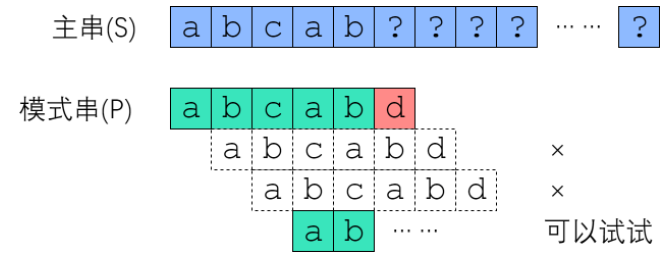 主串(S) a b c a b ? ? ? ? ⋯ ⋯ ?
模式串(P) a b c a b d
a b c a b d ×
a b c a b d ×
a b ⋯ ⋯ 可以试试